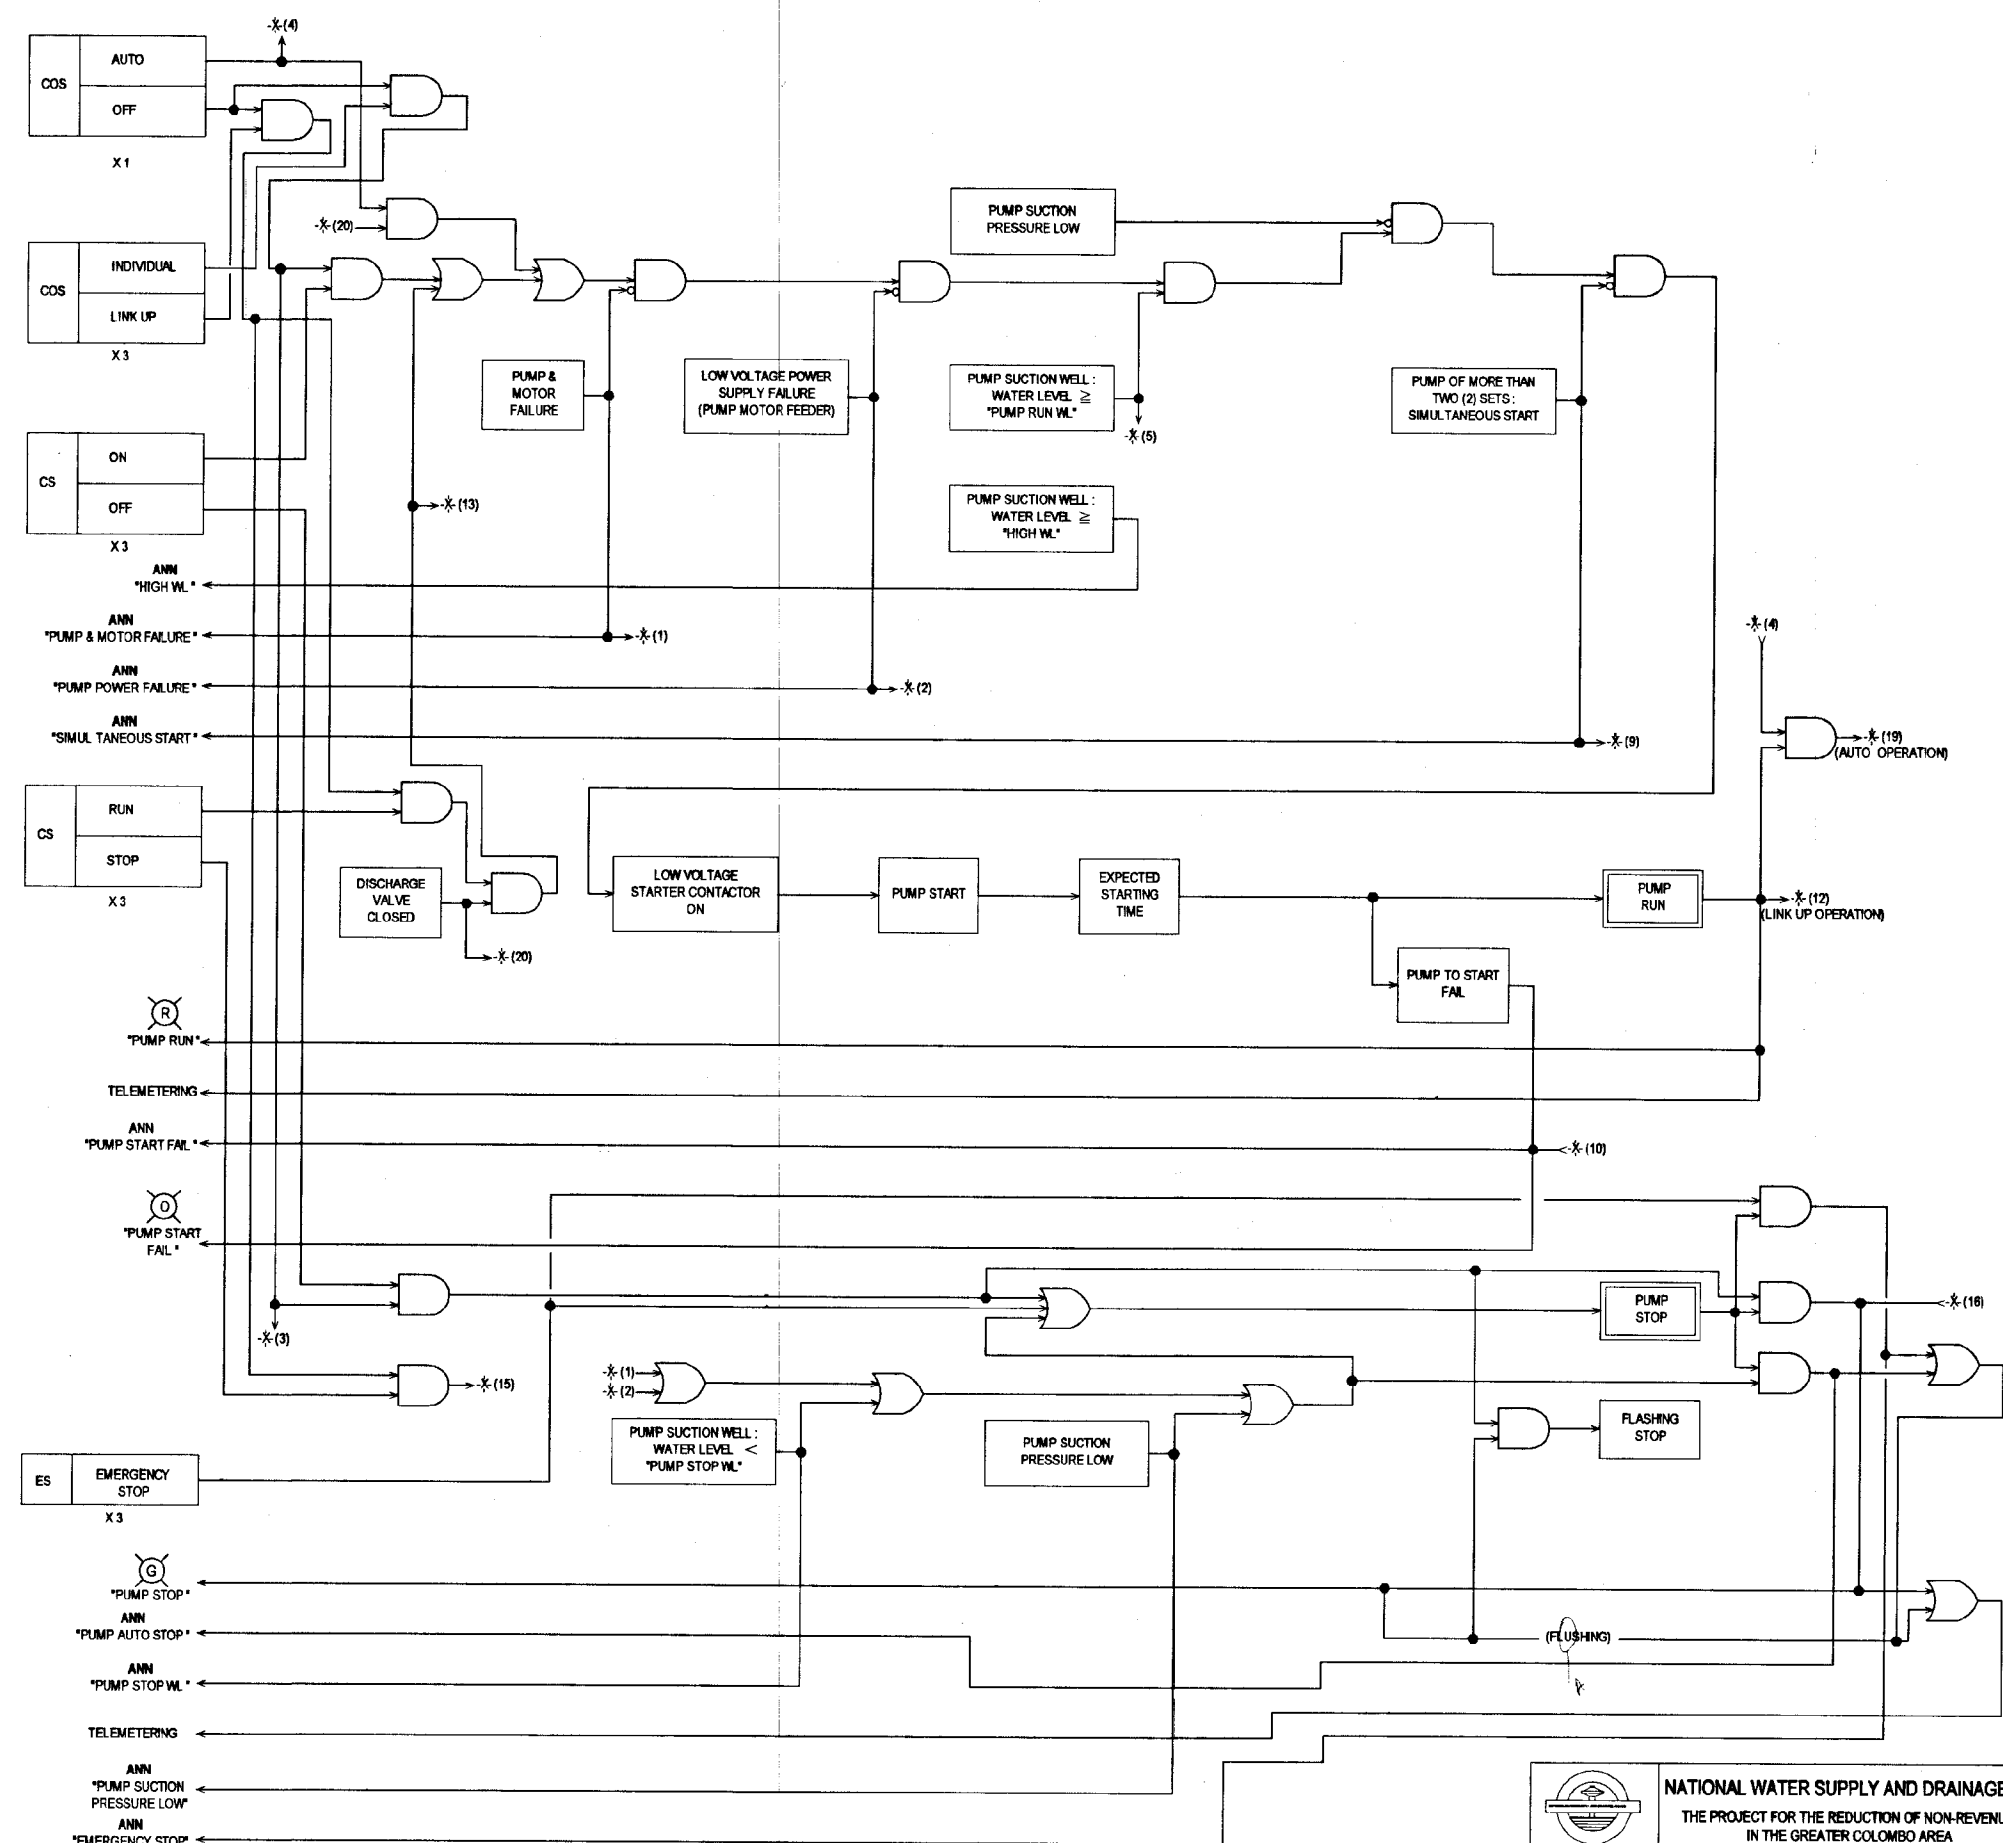 -X-(4)
COS
AUTO
OFF
X 1
-X-(20)
PUMP SUCTION
PRESSURE LOW
COS
INDIVIDUAL
LINK UP
X 3
PUMP &
MOTOR
FAILURE
LOW VOLTAGE POWER
SUPPLY FAILURE
(PUMP MOTOR FEEDER)
PUMP SUCTION WELL :
WATER LEVEL ≧
"PUMP RUN WL"
-X-(5)
PUMP OF MORE THAN
TWO (2) SETS :
SIMULTANEOUS START
CS
ON
OFF
X 3
-X-(13)
PUMP SUCTION WELL :
WATER LEVEL ≧
"HIGH WL"
ANN
"HIGH WL"
ANN
"PUMP & MOTOR FAILURE"
-X-(1)
-X-(4)
ANN
"PUMP POWER FAILURE"
-X-(2)
ANN
"SIMUL TANEOUS START"
-X-(9)
-X-(19)
(AUTO OPERATION)
CS
RUN
STOP
X 3
DISCHARGE
VALVE
CLOSED
-X-(20)
LOW VOLTAGE
STARTER CONTACTOR
ON
PUMP START
EXPECTED
STARTING
TIME
PUMP
RUN
-X-(12)
(LINK UP OPERATION)
PUMP TO START
FAIL
R
"PUMP RUN"
TELEMETERING
ANN
"PUMP START FAIL"
-X-(10)
O
"PUMP START
FAIL"
PUMP
STOP
-X-(16)
-X-(3)
-X-(15)
-X-(1)
-X-(2)
PUMP SUCTION WELL :
WATER LEVEL <
"PUMP STOP WL"
PUMP SUCTION
PRESSURE LOW
FLASHING
STOP
ES
EMERGENCY
STOP
X 3
G
"PUMP STOP"
ANN
"PUMP AUTO STOP"
(FLUSHING)
ANN
"PUMP STOP WL"
TELEMETERING
ANN
"PUMP SUCTION
PRESSURE LOW"
ANN
"EMERGENCY STOP"
NATIONAL WATER SUPPLY AND DRAINAGE
THE PROJECT FOR THE REDUCTION OF NON-REVENU
IN THE GREATER COLOMBO AREA